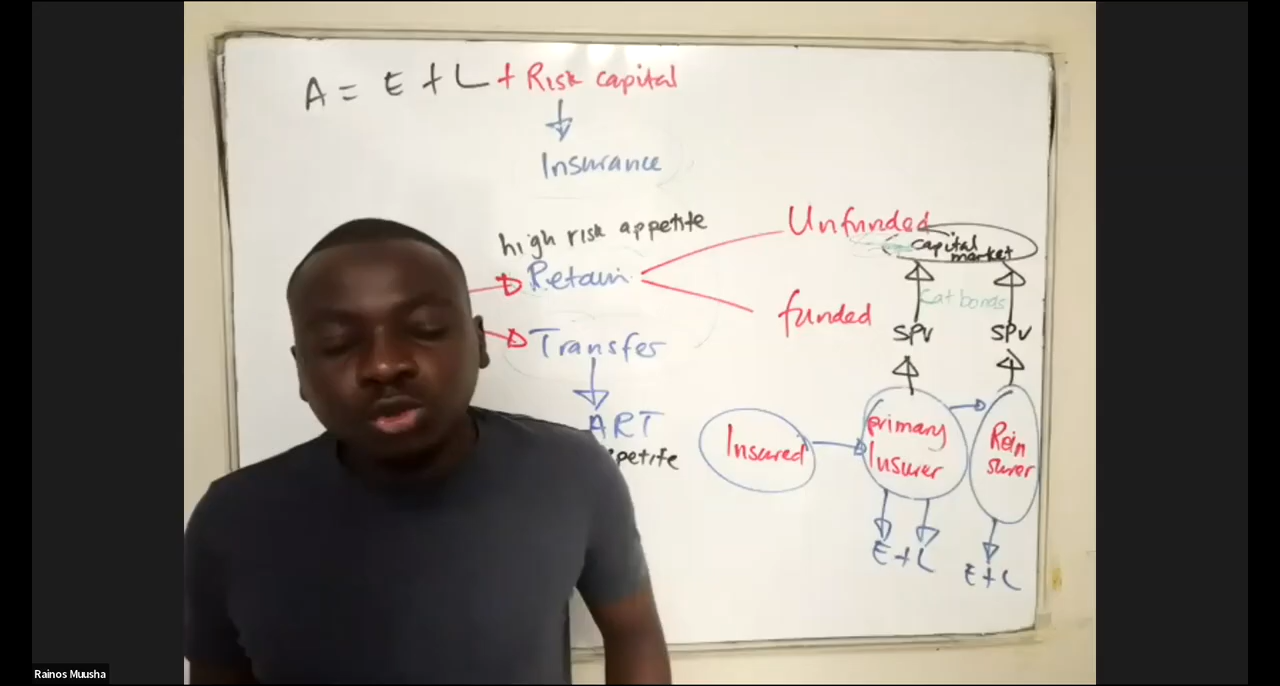 A = E + L + Risk capital
Insurance
high risk appetite
Retain
Transfer
ART
petite
Unfunded
capital
market
cat bonds
funded
SPV
SPV
Insured
primary
Insurer
Rein
surer
E + L
E + L
Rainos Muusha